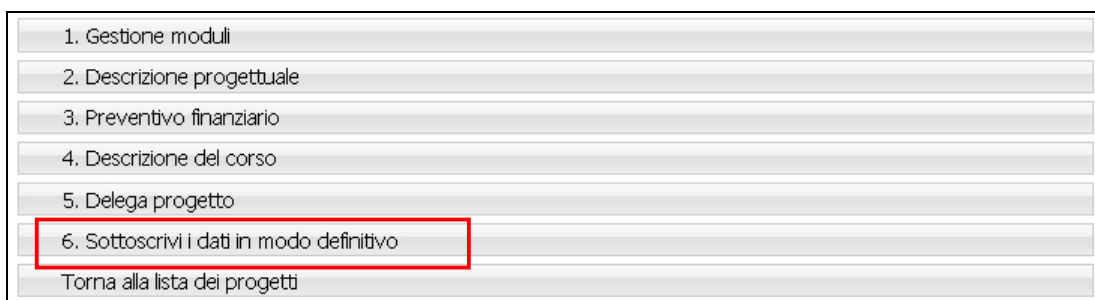 1. Gestione moduli
2. Descrizione progettuale
3. Preventivo finanziario
4. Descrizione del corso
5. Delega progetto
6. Sottoscrivi i dati in modo definitivo
Torna alla lista dei progetti